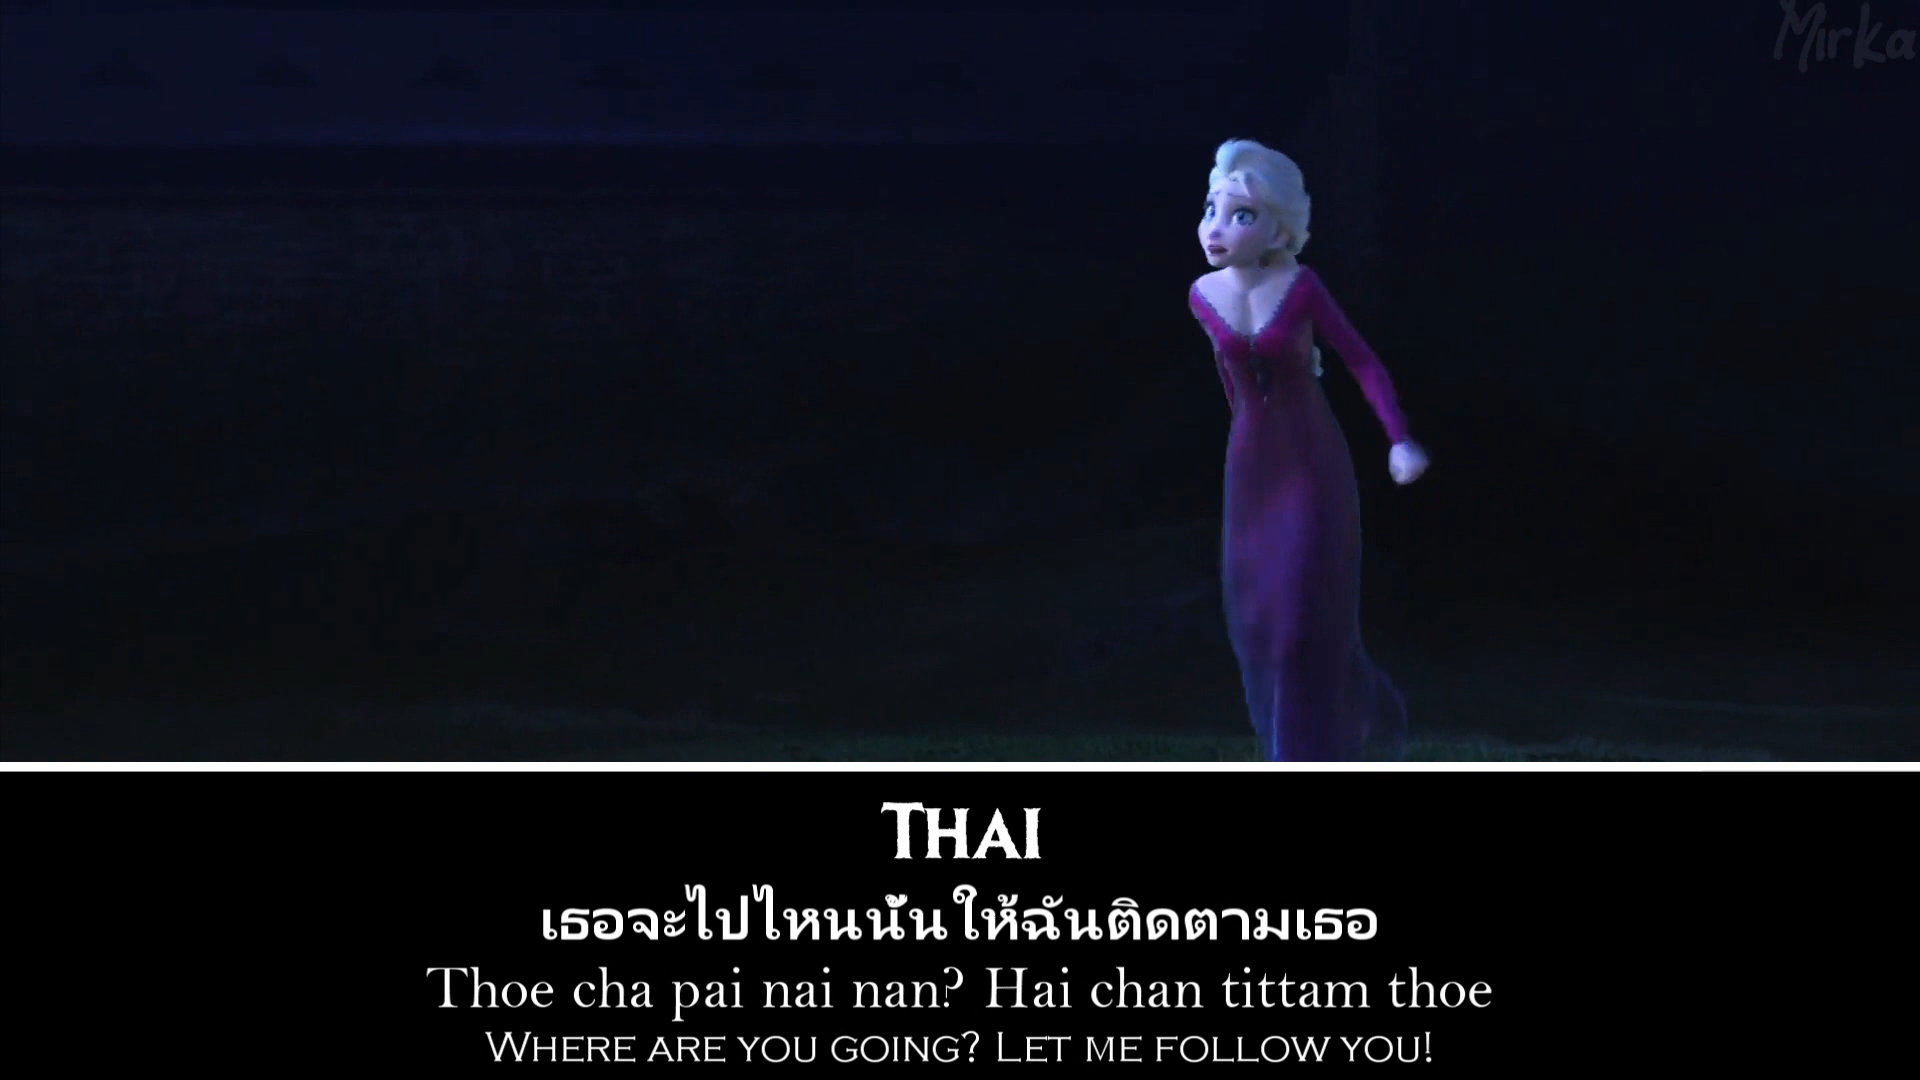 Mirka
THAI
เธอจะไปไหนนั้น ให้ฉันติดตามเธอ
Thoe cha pai nai nan? Hai chan tittam thoe
WHERE ARE YOU GOING? LET ME FOLLOW YOU!